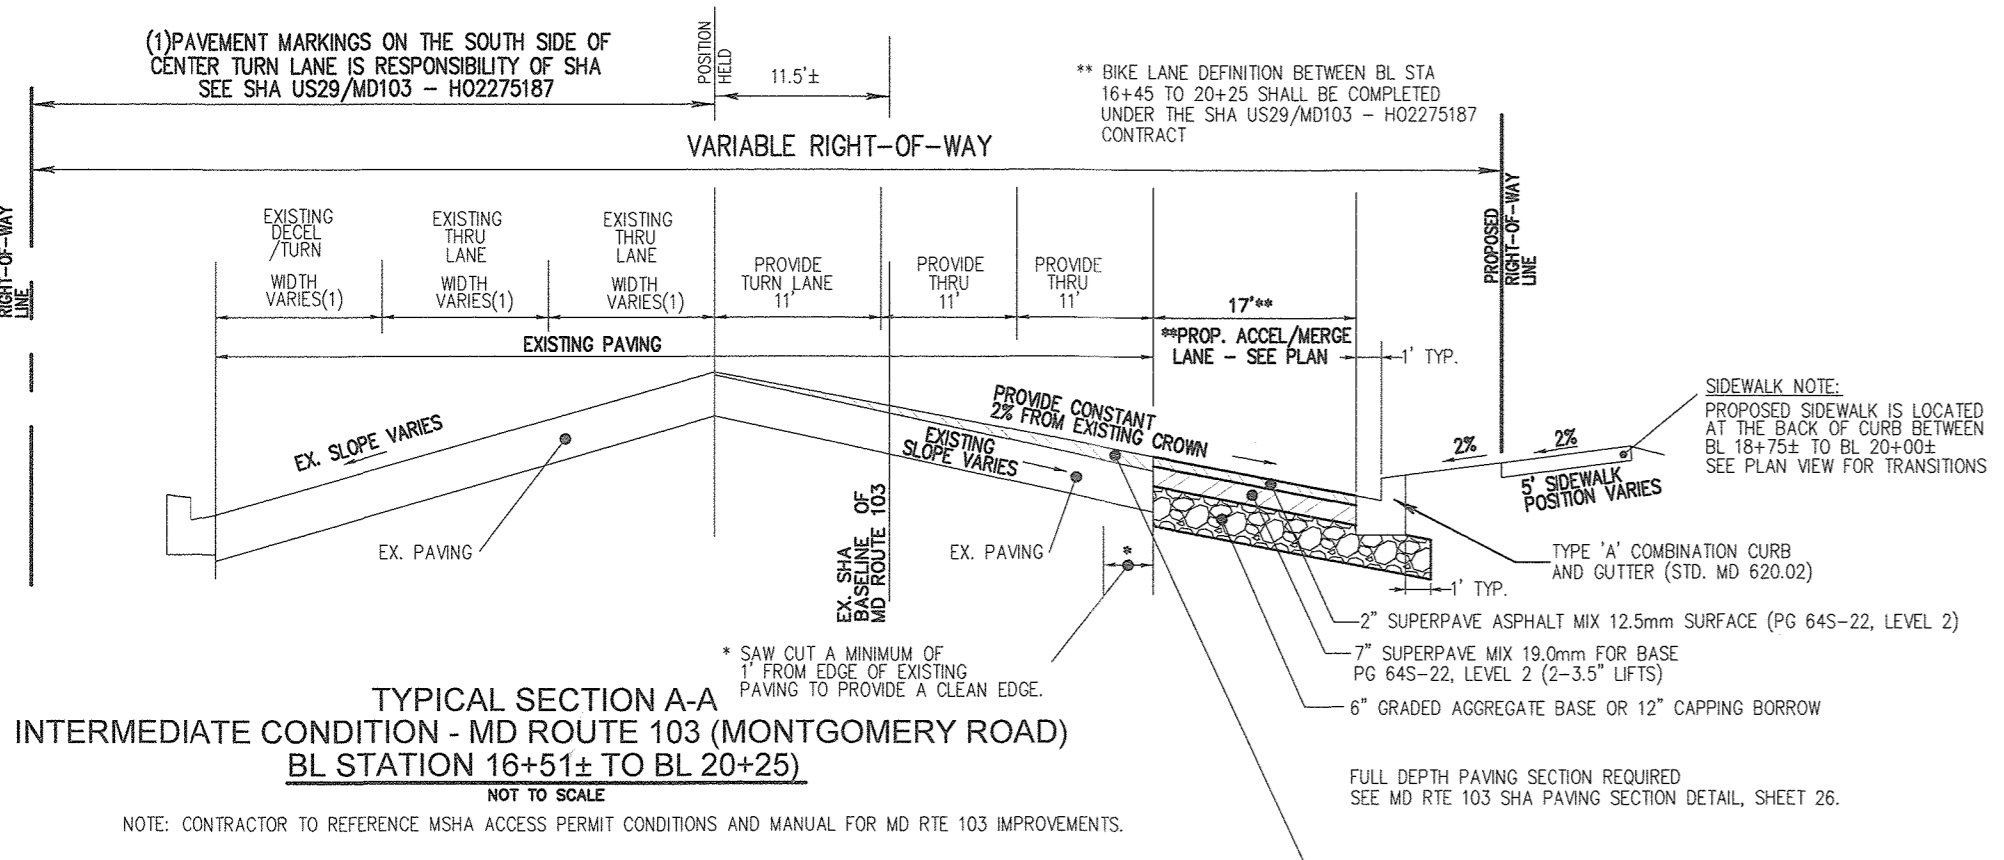 (1)PAVEMENT MARKINGS ON THE SOUTH SIDE OF
CENTER TURN LANE IS RESPONSIBILITY OF SHA
SEE SHA US29/MD103 – HO2275187
POSITION
HELD
11.5'±
** BIKE LANE DEFINITION BETWEEN BL STA
16+45 TO 20+25 SHALL BE COMPLETED
UNDER THE SHA US29/MD103 – HO2275187
CONTRACT
VARIABLE RIGHT–OF–WAY
RIGHT–OF–WAY
LINE
PROPOSED
RIGHT–OF–WAY
LINE
EXISTING
DECEL
/TURN
WIDTH
VARIES(1)
EXISTING
THRU
LANE
WIDTH
VARIES(1)
EXISTING
THRU
LANE
WIDTH
VARIES(1)
PROVIDE
TURN LANE
11'
PROVIDE
THRU
11'
PROVIDE
THRU
11'
17'**
**PROP. ACCEL/MERGE
LANE – SEE PLAN
1' TYP.
EXISTING PAVING
SIDEWALK NOTE:
PROPOSED SIDEWALK IS LOCATED
AT THE BACK OF CURB BETWEEN
BL 18+75± TO BL 20+00±
SEE PLAN VIEW FOR TRANSITIONS
EX. SLOPE VARIES
PROVIDE CONSTANT
2% FROM EXISTING CROWN
EXISTING
SLOPE VARIES
2%
2%
5' SIDEWALK
POSITION VARIES
EX. PAVING
EX. SHA
BASELINE OF
MD ROUTE 103
EX. PAVING
*
TYPE 'A' COMBINATION CURB
AND GUTTER (STD. MD 620.02)
1' TYP.
2" SUPERPAVE ASPHALT MIX 12.5mm SURFACE (PG 64S–22, LEVEL 2)
7" SUPERPAVE MIX 19.0mm FOR BASE
PG 64S–22, LEVEL 2 (2–3.5" LIFTS)
6" GRADED AGGREGATE BASE OR 12" CAPPING BORROW
* SAW CUT A MINIMUM OF
1' FROM EDGE OF EXISTING
PAVING TO PROVIDE A CLEAN EDGE.
TYPICAL SECTION A-A
INTERMEDIATE CONDITION - MD ROUTE 103 (MONTGOMERY ROAD)
BL STATION 16+51± TO BL 20+25)
NOT TO SCALE
FULL DEPTH PAVING SECTION REQUIRED
SEE MD RTE 103 SHA PAVING SECTION DETAIL, SHEET 26.
NOTE: CONTRACTOR TO REFERENCE MSHA ACCESS PERMIT CONDITIONS AND MANUAL FOR MD RTE 103 IMPROVEMENTS.